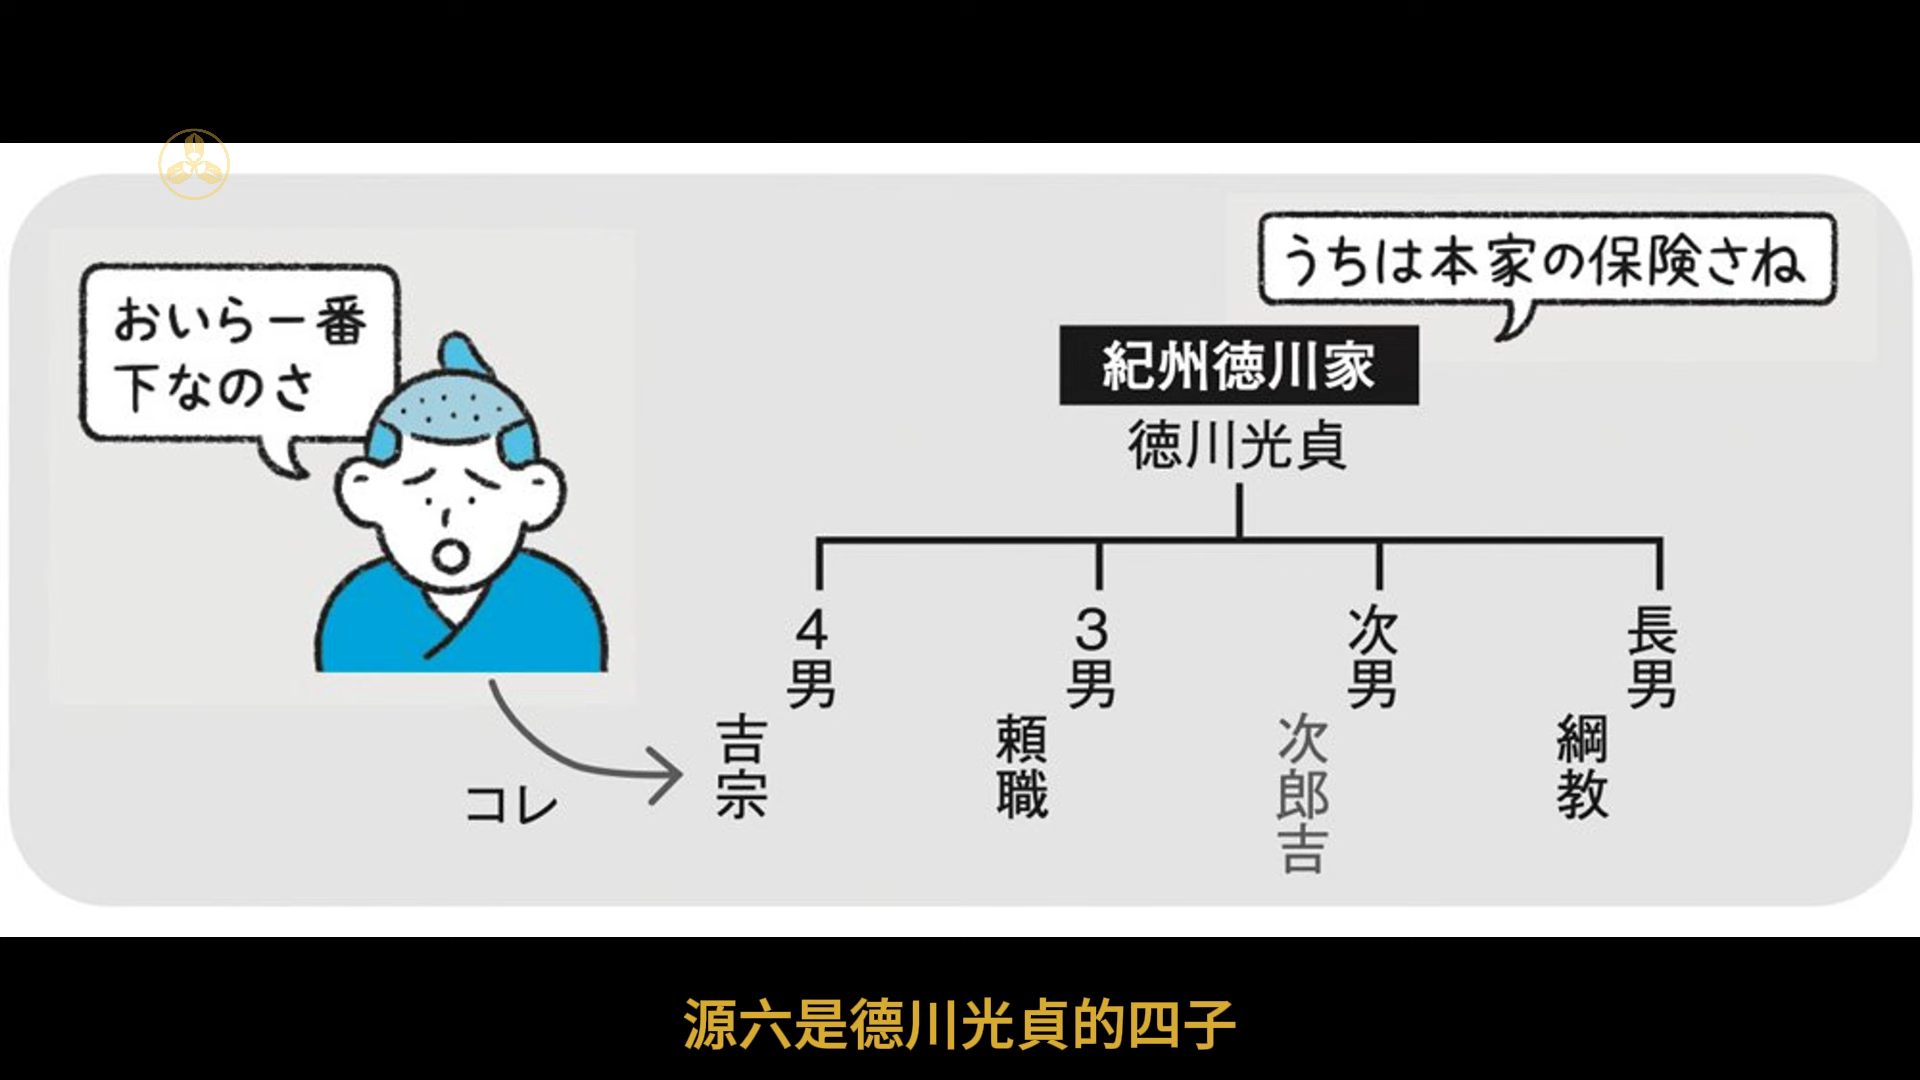 うちは本家の保険さね
おいら一番
下なのさ
紀州徳川家
徳川光貞
長男
綱教
次男
次郎吉
3男
頼職
4男
吉宗
コレ
源六是德川光貞的四子